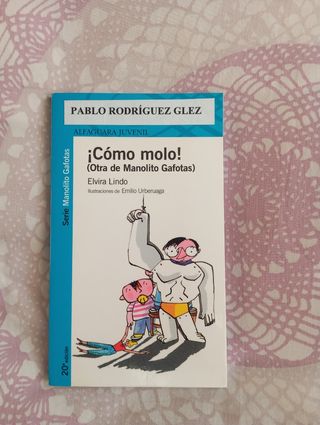 PABLO RODRÍGUEZ GLEZ
ALFAGUARA JUVENIL
¡Cómo molo!
(Otra de Manolito Gafotas)
Elvira Lindo
Ilustraciones de Emilio Urberuaga
Serie Manolito Gafotas
20ª edición